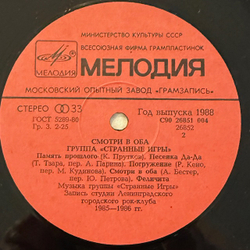 МИНИСТЕРСТВО КУЛЬТУРЫ СССР
ВСЕСОЮЗНАЯ ФИРМА ГРАМПЛАСТИНОК
МЕЛОДИЯ
МЕЛОДИЯ
МОСКОВСКИЙ ОПЫТНЫЙ ЗАВОД «ГРАМЗАПИСЬ»
СТЕРЕО 33 Год выпуска 1988
ГОСТ 5289-80 С90 26851 004
Гр. 3. 2-25 26852
2
СМОТРИ В ОБА
ГРУППА «СТРАННЫЕ ИГРЫ»
Память прошлого (К. Прутков). Песенка Да-Да
(Т. Тзара, пер. А. Парина). Погружение (Р. Кено,
пер. М. Кудинова). Смотри в оба (А. Бестер,
пер. Ю. Петрова). Феличита
Музыка группы «Странные Игры»
Запись студии Ленинградского
городского рок-клуба
1985—1986 гг.